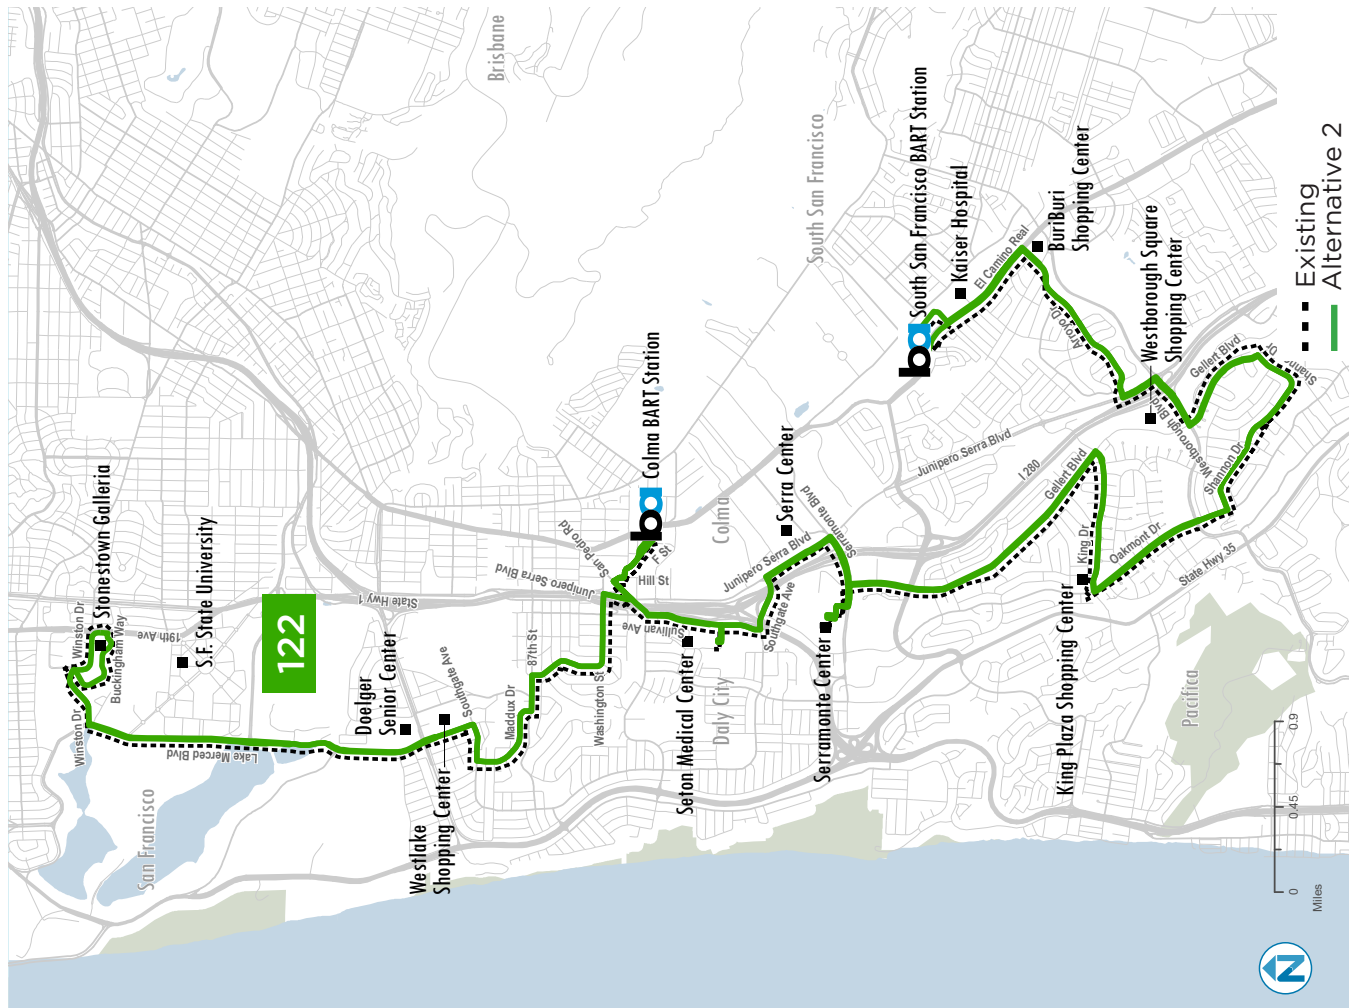 Brisbane
South San Francisco
South San Francisco BART Station
Kaiser Hospital
El Camino Real
BuriBuri
Shopping Center
Arroyo Dr
Westborough Square
Shopping Center
Gellert Blvd
Westborough Blvd
Shannon Dr
Shannon Dr
Existing
Alternative 2
Colma BART Station
Colma
Serra Center
Serramonte Blvd
Junipero Serra Blvd
Junipero Serra Blvd
I 280
Gellert Blvd
King Dr
Oakmont Dr
State Hwy 35
Stonestown Galleria
Winston Dr
Buckingham Way
19th Ave
S.F. State University
122
Junipero Serra Blvd
State Hwy 1
San Pedro Rd
F St
Hill St
Sullivan Ave
Southgate Ave
Doelger
Senior Center
Southgate Ave
Maddux Dr
87th St
Washington St
Winston Dr
Lake Merced Blvd
San Francisco
Westlake
Shopping Center
Seton Medical Center
Daly City
Serramonte Center
King Plaza Shopping Center
Pacifica
0
0.45
0.9
Miles
N
ba
ba